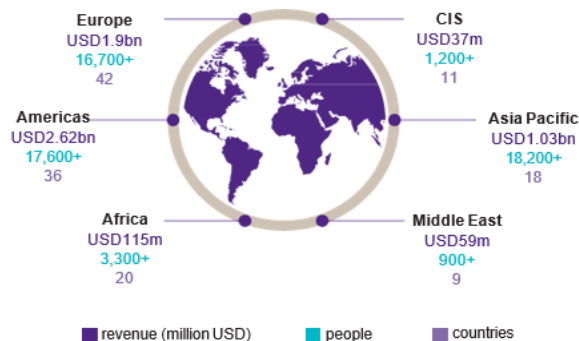 Europe
USD1.9bn
16,700+
42
CIS
USD37m
1,200+
11
Americas
USD2.62bn
17,600+
36
Asia Pacific
USD1.03bn
18,200+
18
Africa
USD115m
3,300+
20
Middle East
USD59m
900+
9
revenue (million USD)
people
countries